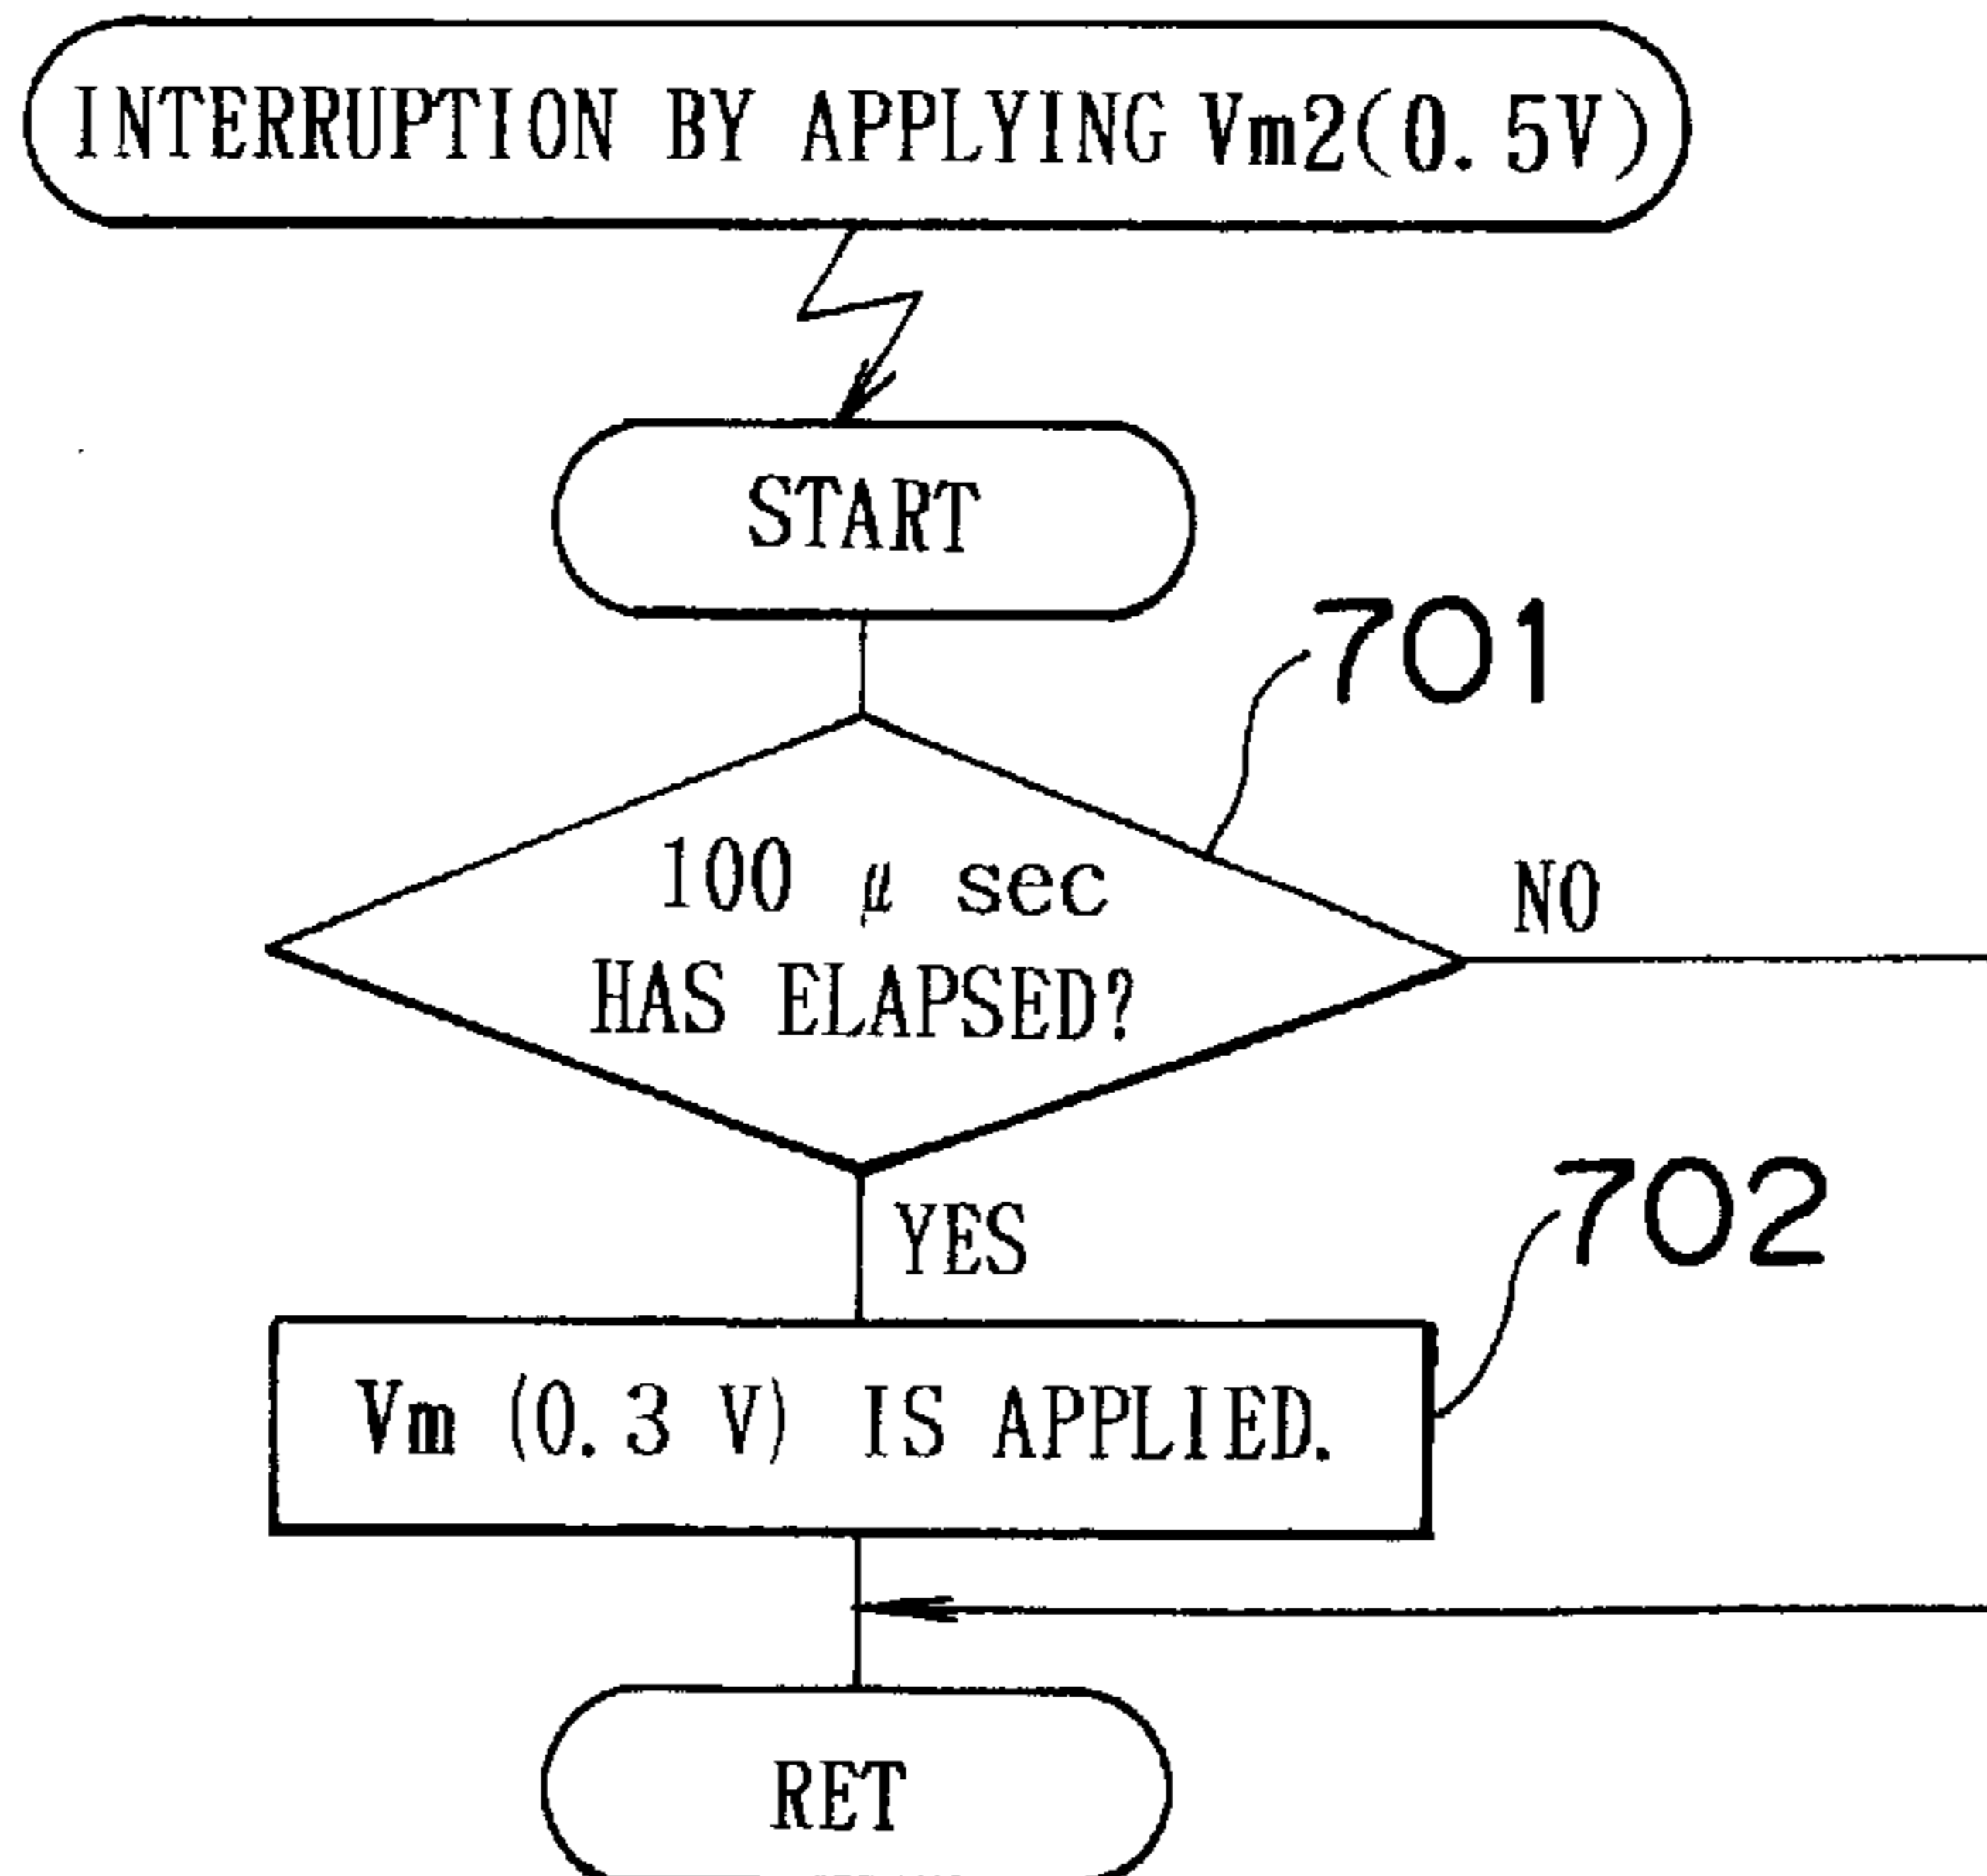 INTERRUPTION BY APPLYING Vm2(0.5V)
START
701
100 μ sec
HAS ELAPSED?
NO
YES
702
Vm (0.3 V) IS APPLIED.
RET